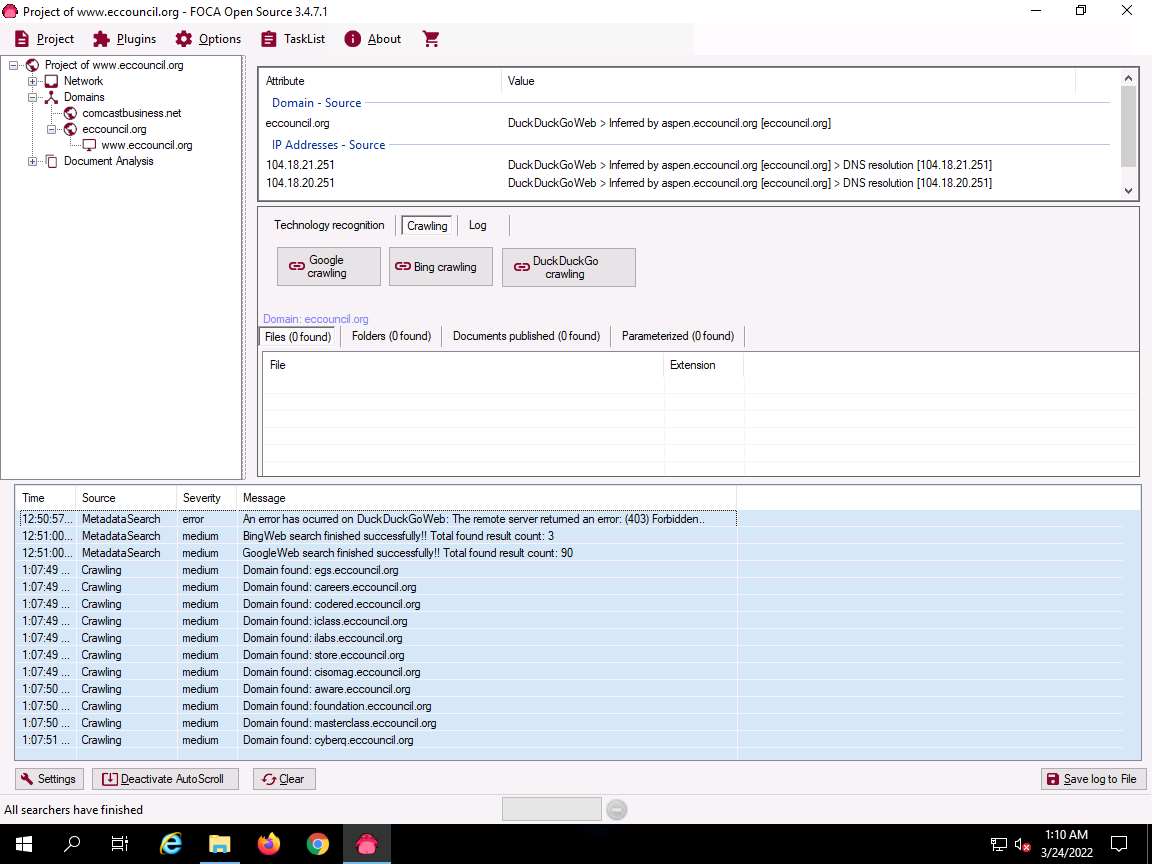 Project of www.eccouncil.org - FOCA Open Source 3.4.7.1
Project Plugins Options TaskList About
Project of www.eccouncil.org
Network
Domains
comcastbusiness.net
eccouncil.org
www.eccouncil.org
Document Analysis
Attribute Value
Domain - Source
eccouncil.org DuckDuckGoWeb > Inferred by aspen.eccouncil.org [eccouncil.org]
IP Addresses - Source
104.18.21.251 DuckDuckGoWeb > Inferred by aspen.eccouncil.org [eccouncil.org] > DNS resolution [104.18.21.251]
104.18.20.251 DuckDuckGoWeb > Inferred by aspen.eccouncil.org [eccouncil.org] > DNS resolution [104.18.20.251]
Technology recognition Crawling Log
Google crawling Bing crawling DuckDuckGo crawling
Domain: eccouncil.org
Files (0 found) Folders (0 found) Documents published (0 found) Parameterized (0 found)
File Extension
Time Source Severity Message
12:50:57... MetadataSearch error An error has ocurred on DuckDuckGoWeb: The remote server returned an error: (403) Forbidden..
12:51:00... MetadataSearch medium BingWeb search finished successfully!! Total found result count: 3
12:51:00... MetadataSearch medium GoogleWeb search finished successfully!! Total found result count: 90
1:07:49 ... Crawling medium Domain found: egs.eccouncil.org
1:07:49 ... Crawling medium Domain found: careers.eccouncil.org
1:07:49 ... Crawling medium Domain found: codered.eccouncil.org
1:07:49 ... Crawling medium Domain found: iclass.eccouncil.org
1:07:49 ... Crawling medium Domain found: ilabs.eccouncil.org
1:07:49 ... Crawling medium Domain found: store.eccouncil.org
1:07:49 ... Crawling medium Domain found: cisomag.eccouncil.org
1:07:50 ... Crawling medium Domain found: aware.eccouncil.org
1:07:50 ... Crawling medium Domain found: foundation.eccouncil.org
1:07:50 ... Crawling medium Domain found: masterclass.eccouncil.org
1:07:51 ... Crawling medium Domain found: cyberq.eccouncil.org
Settings Deactivate AutoScroll Clear Save log to File
All searchers have finished
1:10 AM
3/24/2022